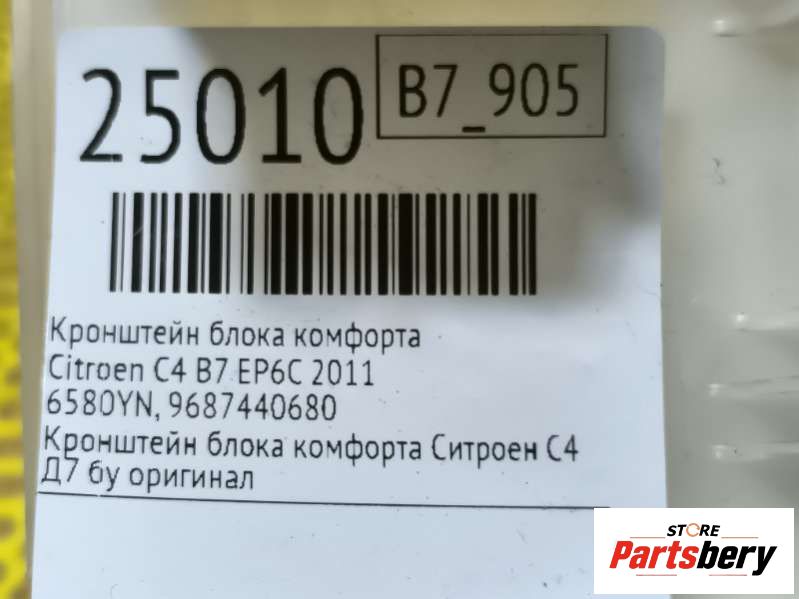 25010
B7_905
Кронштейн блока комфорта
Citroen C4 B7 EP6C 2011
6580YN, 9687440680
Кронштейн блока комфорта Ситроен С4
Д7 бу оригинал
STORE
Partsbery